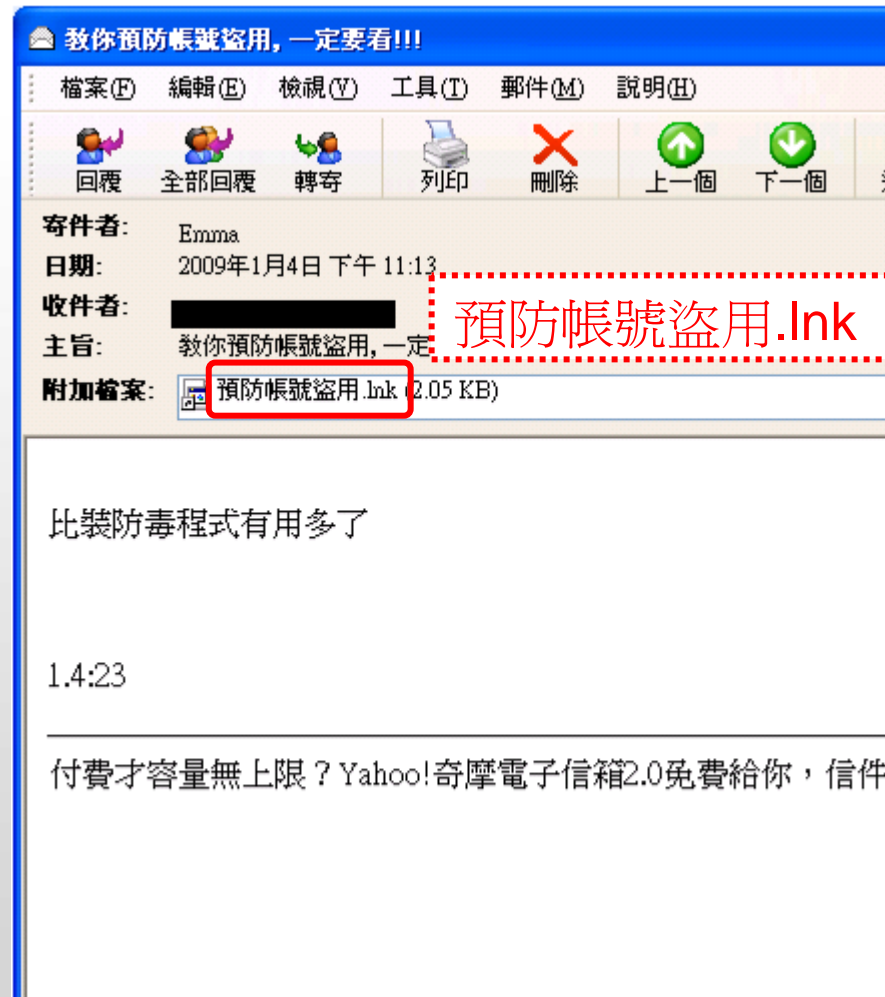 教你預防帳號盜用, 一定要看!!!
檔案(F) 編輯(E) 檢視(V) 工具(T) 郵件(M) 說明(H)
回覆 全部回覆 轉寄 列印 刪除 上一個 下一個
寄件者: Emma
日期: 2009年1月4日 下午 11:13
收件者:
預防帳號盜用.lnk
主旨: 教你預防帳號盜用, 一定
附加檔案: 預防帳號盜用.lnk (2.05 KB)
比裝防毒程式有用多了
1.4:23
付費才容量無上限？Yahoo!奇摩電子信箱2.0免費給你，信件